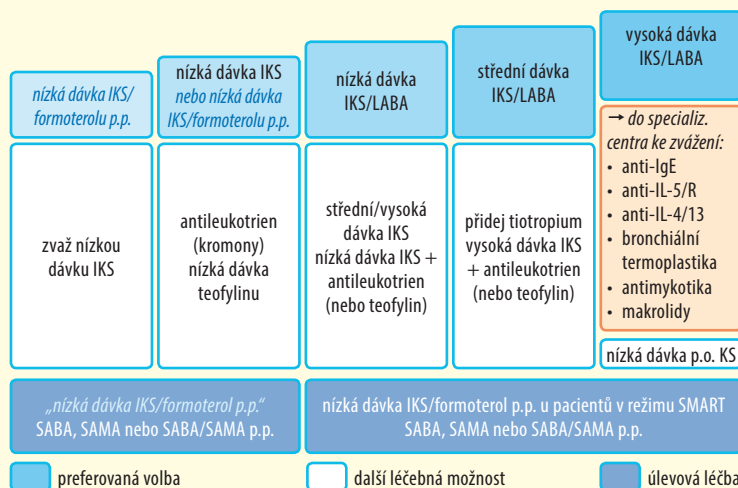 nízká dávka IKS/
formoterolu p.p.
nízká dávka IKS
nebo nízká dávka
IKS/formoterolu p.p.
nízká dávka
IKS/LABA
střední dávka
IKS/LABA
vysoká dávka
IKS/LABA
zvaž nízkou
dávku IKS
antileukotrien
(kromony)
nízká dávka
teofylinu
střední/vysoká
dávka IKS
nízká dávka IKS +
antileukotrien
(nebo teofylin)
přidej tiotropium
vysoká dávka IKS
+ antileukotrien
(nebo teofylin)
→ do specializ.
centra ke zvážení:
• anti-IgE
• anti-IL-5/R
• anti-IL-4/13
• bronchiální
termoplastika
• antimykotika
• makrolidy
nízká dávka p.o. KS
„nízká dávka IKS/formoterol p.p.“
SABA, SAMA nebo SABA/SAMA p.p.
nízká dávka IKS/formoterol p.p. u pacientů v režimu SMART
SABA, SAMA nebo SABA/SAMA p.p.
preferovaná volba
další léčebná možnost
úlevová léčba